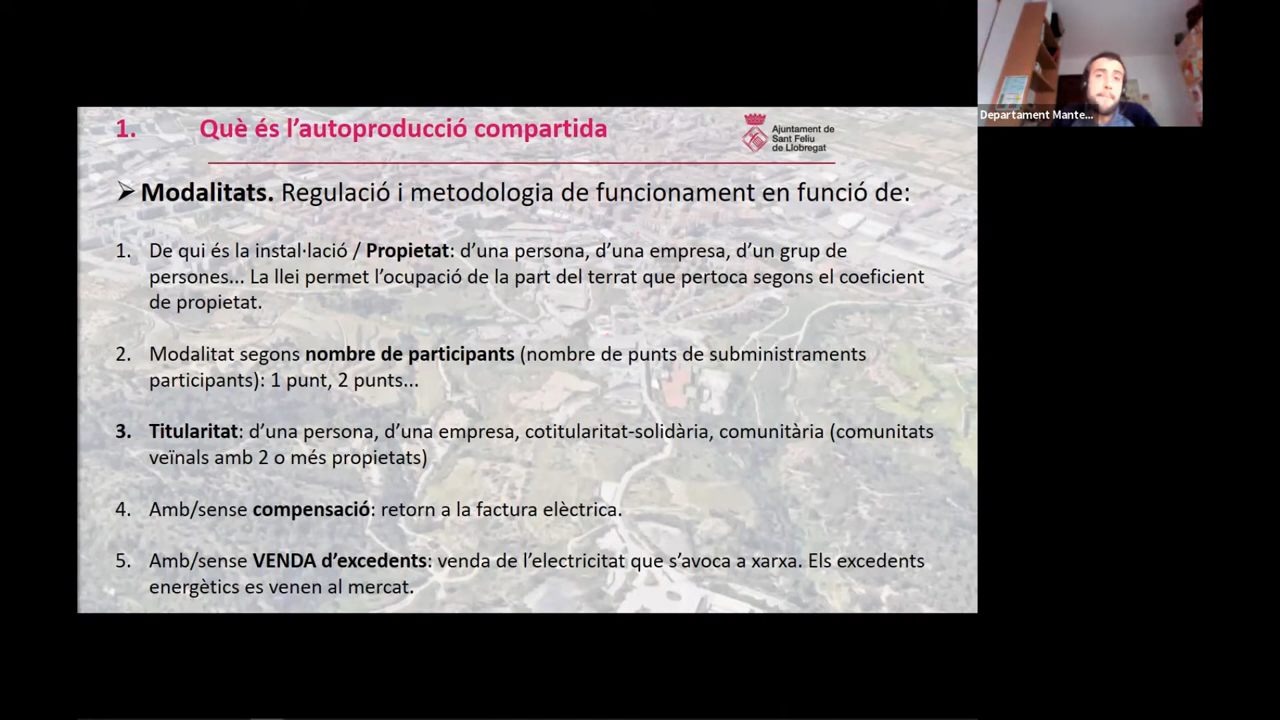 1. Què és l’autoproducció compartida
Ajuntament de
Sant Feliu
de Llobregat
Departament Mante...
➢ Modalitats. Regulació i metodologia de funcionament en funció de:
1. De qui és la instal·lació / Propietat: d’una persona, d’una empresa, d’un grup de
persones... La llei permet l’ocupació de la part del terrat que pertoca segons el coeficient
de propietat.
2. Modalitat segons nombre de participants (nombre de punts de subministraments
participants): 1 punt, 2 punts...
3. Titularitat: d’una persona, d’una empresa, cotitularitat-solidària, comunitària (comunitats
veïnals amb 2 o més propietats)
4. Amb/sense compensació: retorn a la factura elèctrica.
5. Amb/sense VENDA d’excedents: venda de l’electricitat que s’avoca a xarxa. Els excedents
energètics es venen al mercat.